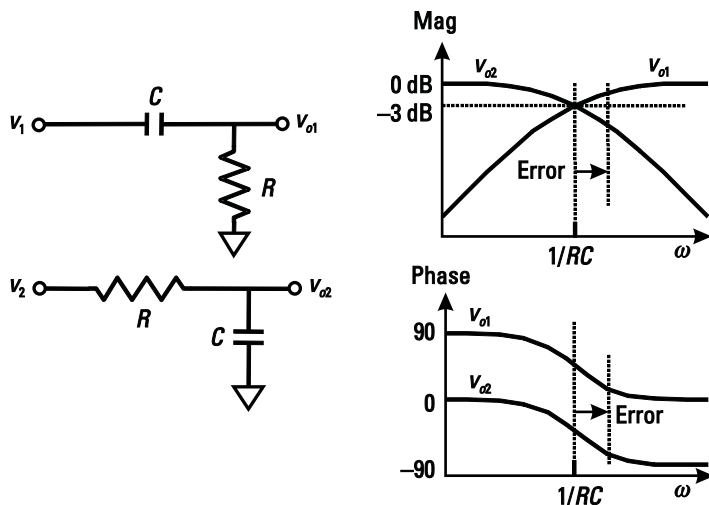 C
v1
vo1
R
v2
R
vo2
C
Mag
vo2
vo1
0 dB
−3 dB
Error
1/RC
ω
Phase
90
vo1
vo2
0
Error
−90
1/RC
ω